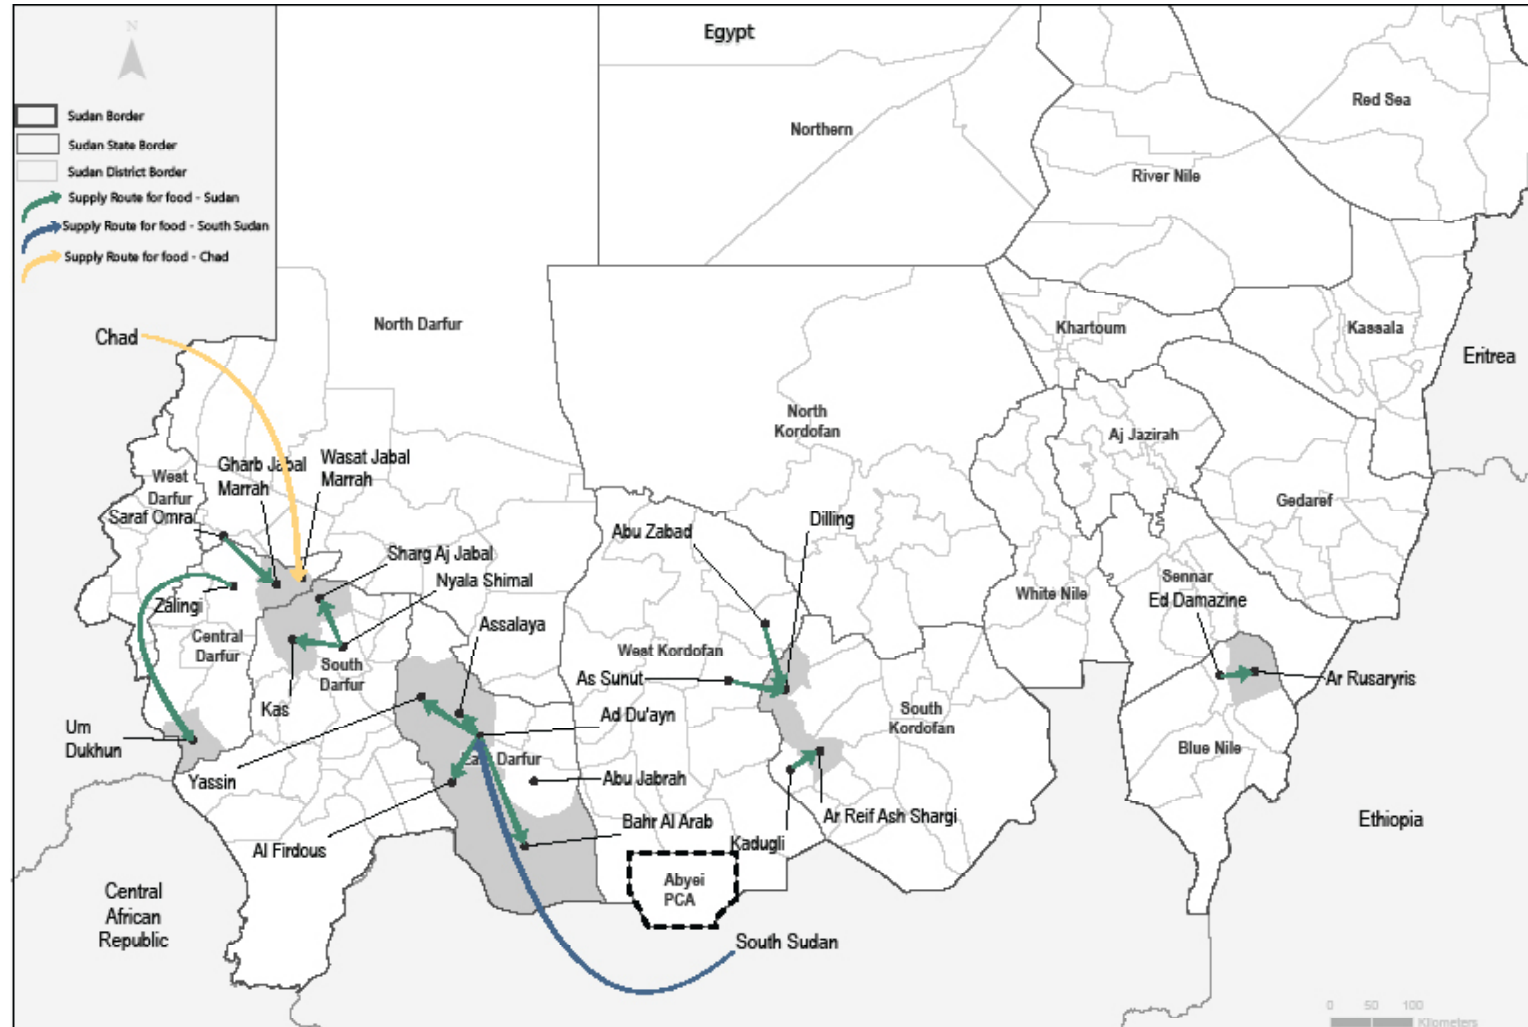 Egypt
N
Red Sea
Sudan Border
Northern
Sudan State Border
Sudan District Border
River Nile
Supply Route for food - Sudan
Supply Route for food - South Sudan
Supply Route for food - Chad
North Darfur
Khartoum
Kassala
Chad
Eritrea
North
Kordofan
Aj Jazirah
Wasat Jabal
Marrah
Gharb Jabal
Marrah
West
Darfur
Gedaref
Saraf Omra
Dilling
Abu Zabad
Sharg Aj Jabal
Nyala Shimal
Sennar
White Nile
Ed Damazine
Zalingi
Assalaya
Central
Darfur
West Kordofan
South
Darfur
As Sunut
Ar Rusaryris
Kas
Ad Du'ayn
South
Kordofan
Um
Dukhun
Blue Nile
East Darfur
Yassin
Abu Jabrah
Ar Reif Ash Shargi
Bahr Al Arab
Ethiopia
Kadugli
Al Firdous
Abyei
PCA
Central
African
Republic
South Sudan
0 50 100
Kilometers